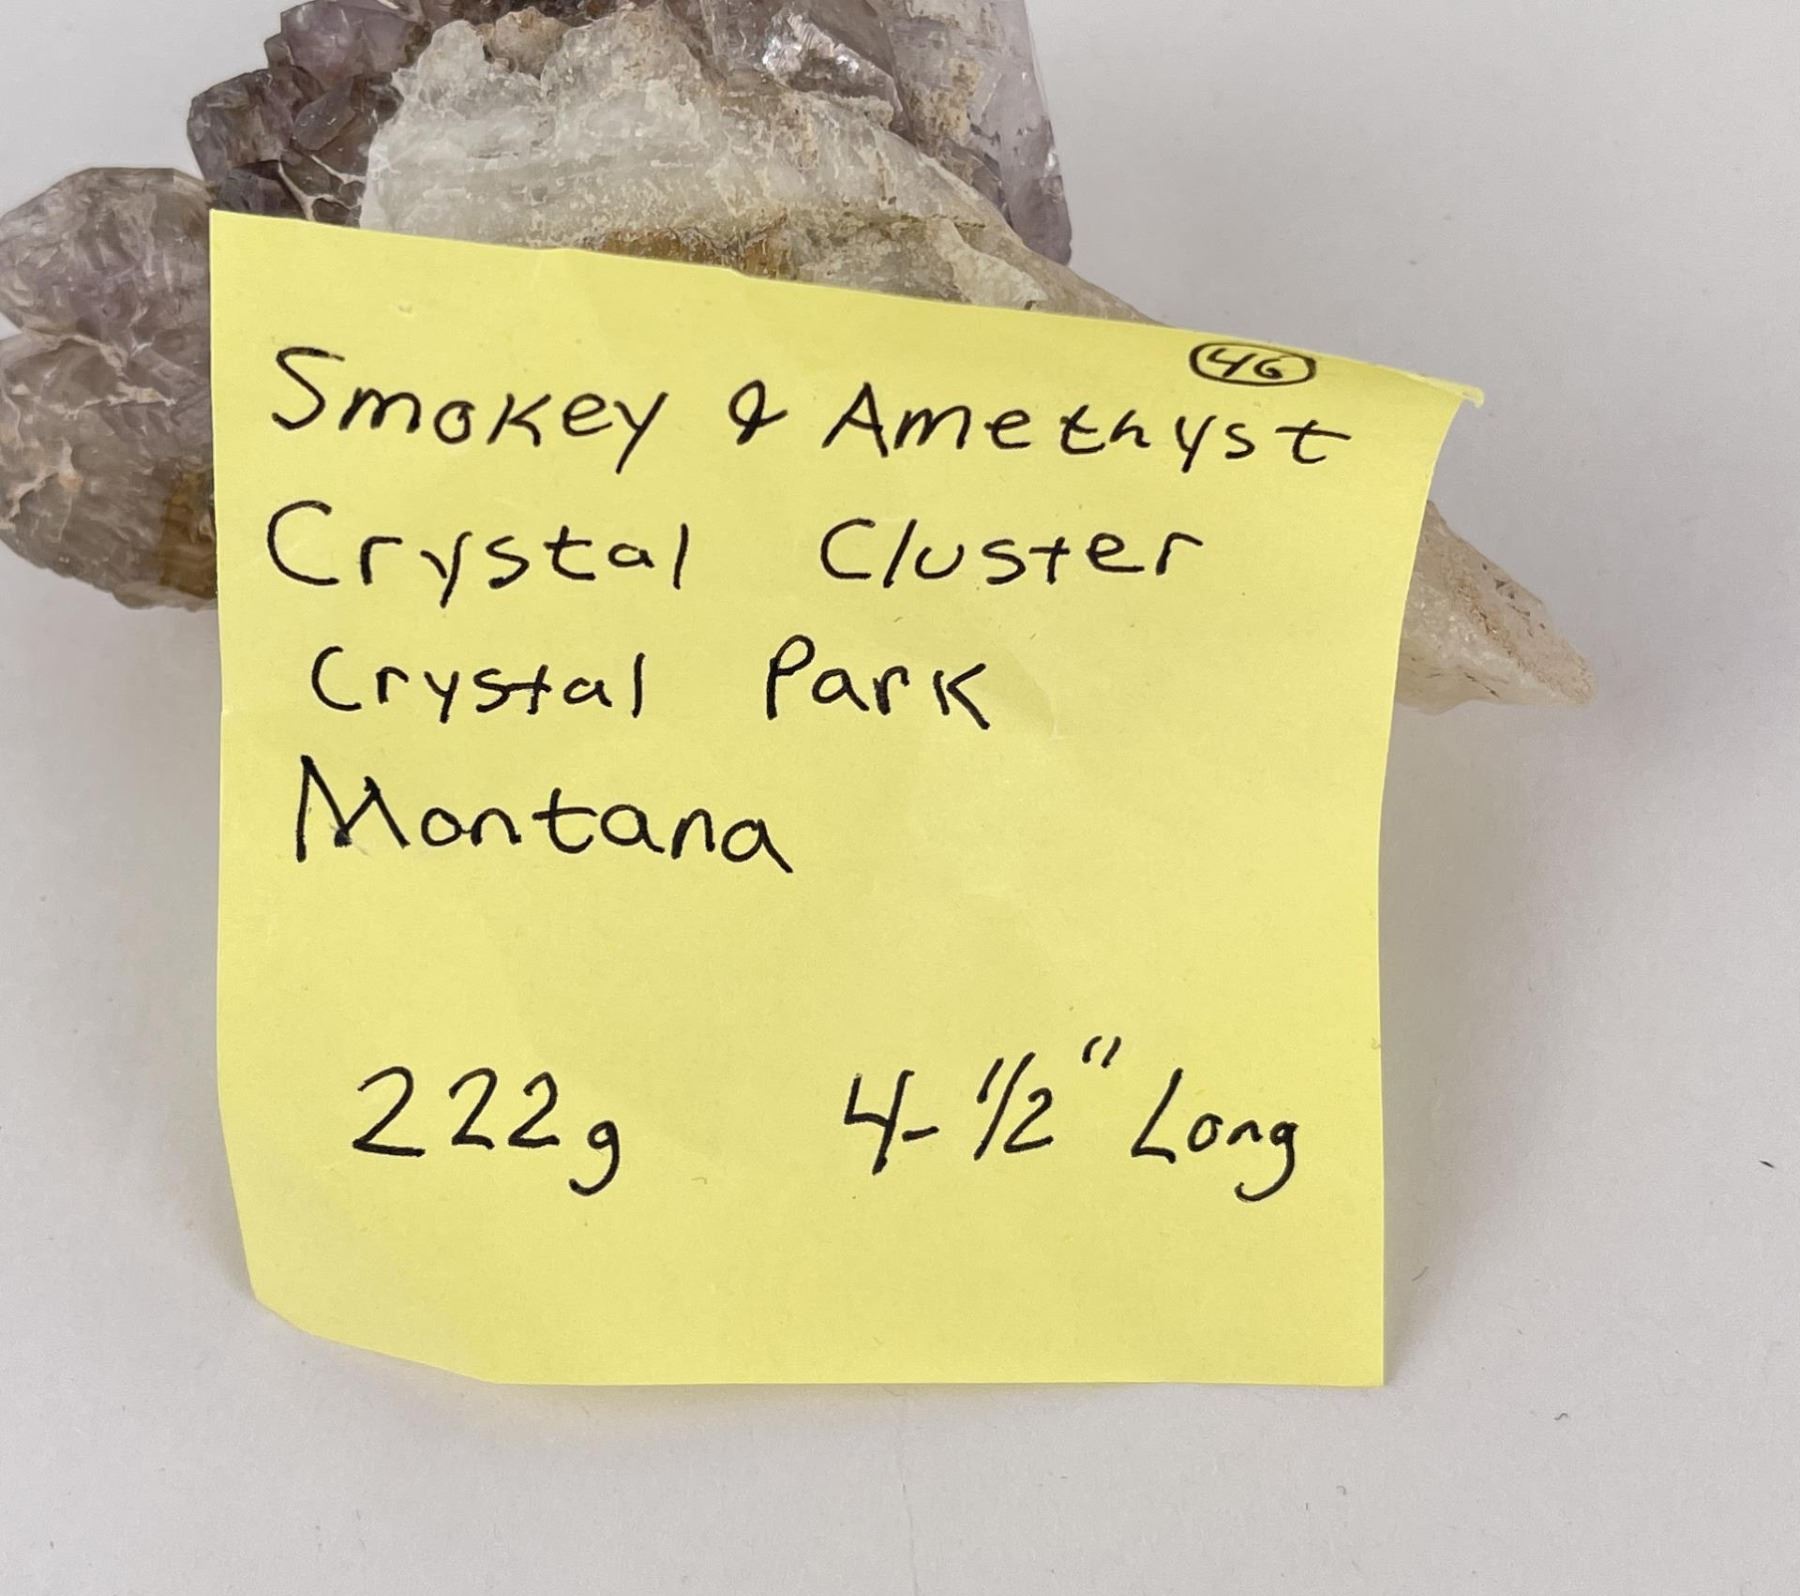 46
Smokey & Amethyst
Crystal Cluster
Crystal Park
Montana
222g 4-1/2" Long